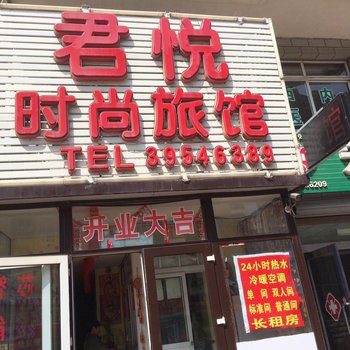 君悦
时尚旅馆
TEL 39546389
开业大吉
24小时热水
冷暖空调
单间 双人间
标准间 普通间
长租房